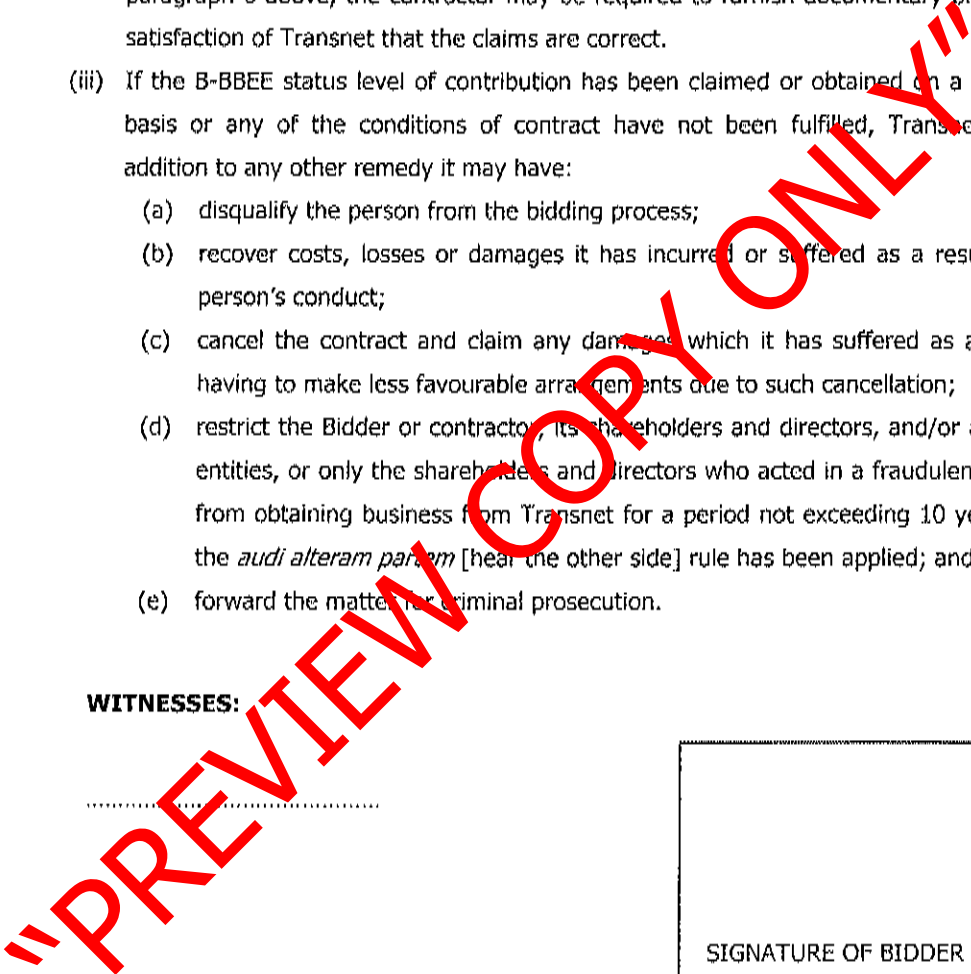 satisfaction of Transnet that the claims are correct.
(iii) If the B-BBEE status level of contribution has been claimed or obtained on a
basis or any of the conditions of contract have not been fulfilled,
addition to any other remedy it may have:
(a) disqualify the person from the bidding process;
(b) recover costs, losses or damages it has incurred or suffered as a
person's conduct;
(c) cancel the contract and claim any damages which it has suffered as
having to make less favourable arrangements due to such cancellation;
(d) restrict the Bidder or contractor, its shareholders and directors, and/or
entities, or only the shareholders and directors who acted in a
from obtaining business from Transnet for a period not exceeding 10
the audi alteram partem [hear the other side] rule has been applied; and
(e) forward the matter for criminal prosecution.
WITNESSES:
SIGNATURE OF BIDDER
"PREVIEW COPY ONLY"